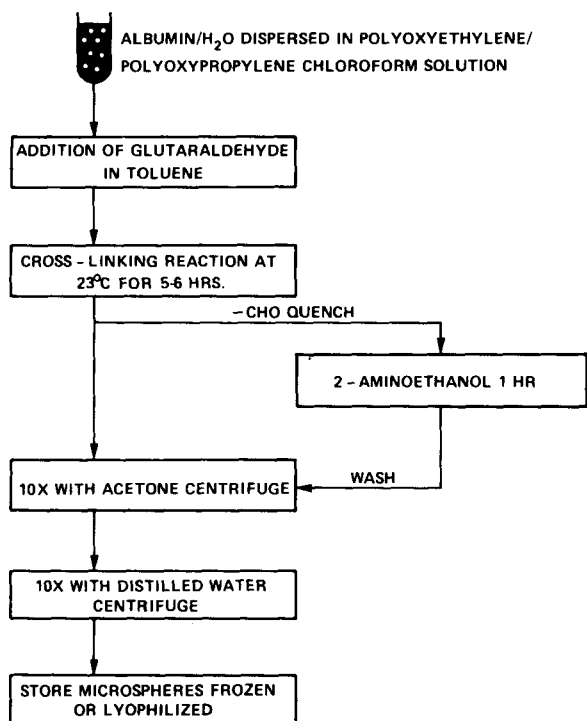 ALBUMIN/H₂O DISPERSED IN POLYOXYETHYLENE/
POLYOXYPROPYLENE CHLOROFORM SOLUTION
ADDITION OF GLUTARALDEHYDE
IN TOLUENE
CROSS – LINKING REACTION AT
23°C FOR 5-6 HRS.
–CHO QUENCH
2 – AMINOETHANOL 1 HR
WASH
10X WITH ACETONE CENTRIFUGE
10X WITH DISTILLED WATER
CENTRIFUGE
STORE MICROSPHERES FROZEN
OR LYOPHILIZED